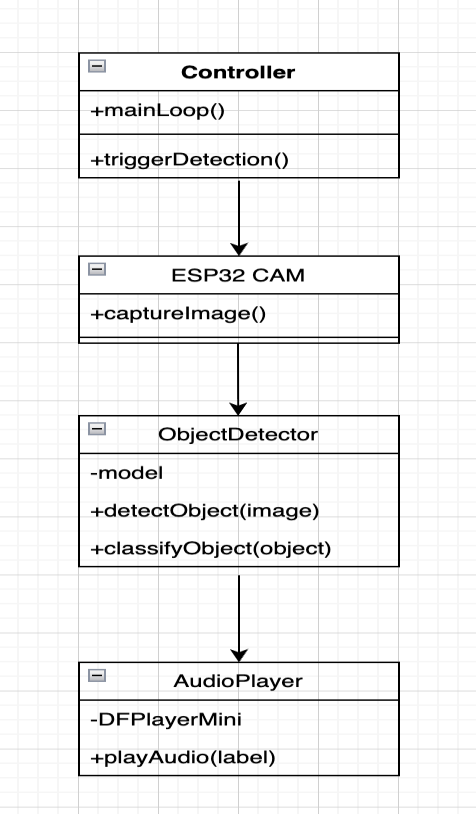 Controller
+mainLoop()
+triggerDetection()
ESP32 CAM
+captureImage()
ObjectDetector
-model
+detectObject(image)
+classifyObject(object)
AudioPlayer
-DFPlayerMini
+playAudio(label)